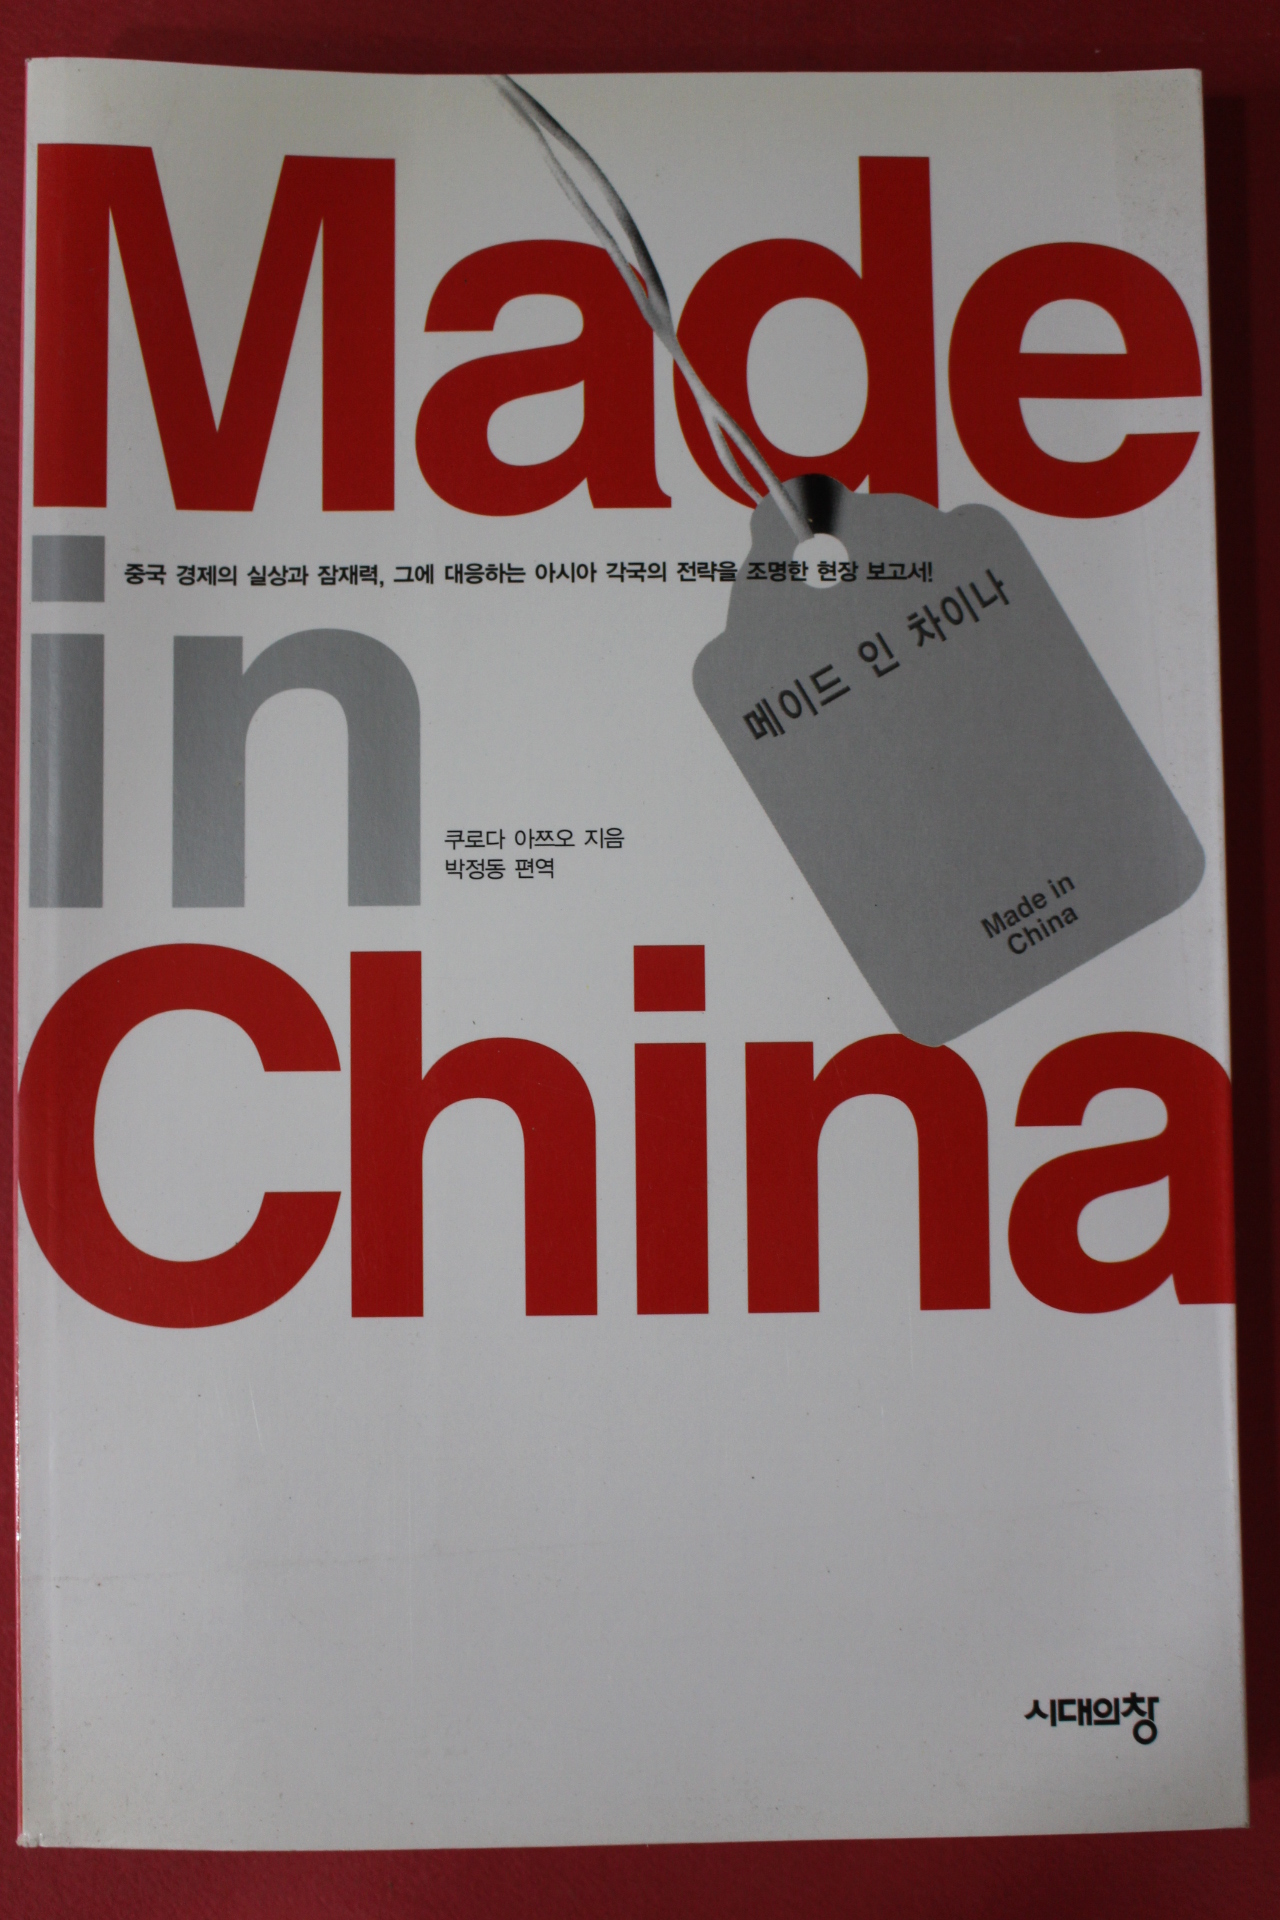 Made
중국 경제의 실상과 잠재력, 그에 대응하는 아시아 각국의 전략을 조명한 현장 보고서!
메이드 인 차이나
in
쿠로다 아쯔오 지음
박정동 편역
Made in
China
China
시대의창